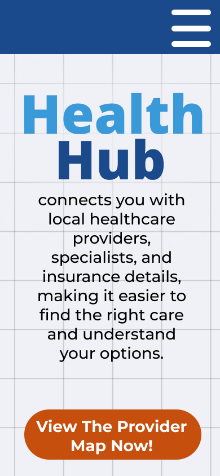 Health
Hub
connects you with
local healthcare
providers,
specialists, and
insurance details,
making it easier to
find the right care
and understand
your options.
View The Provider
Map Now!